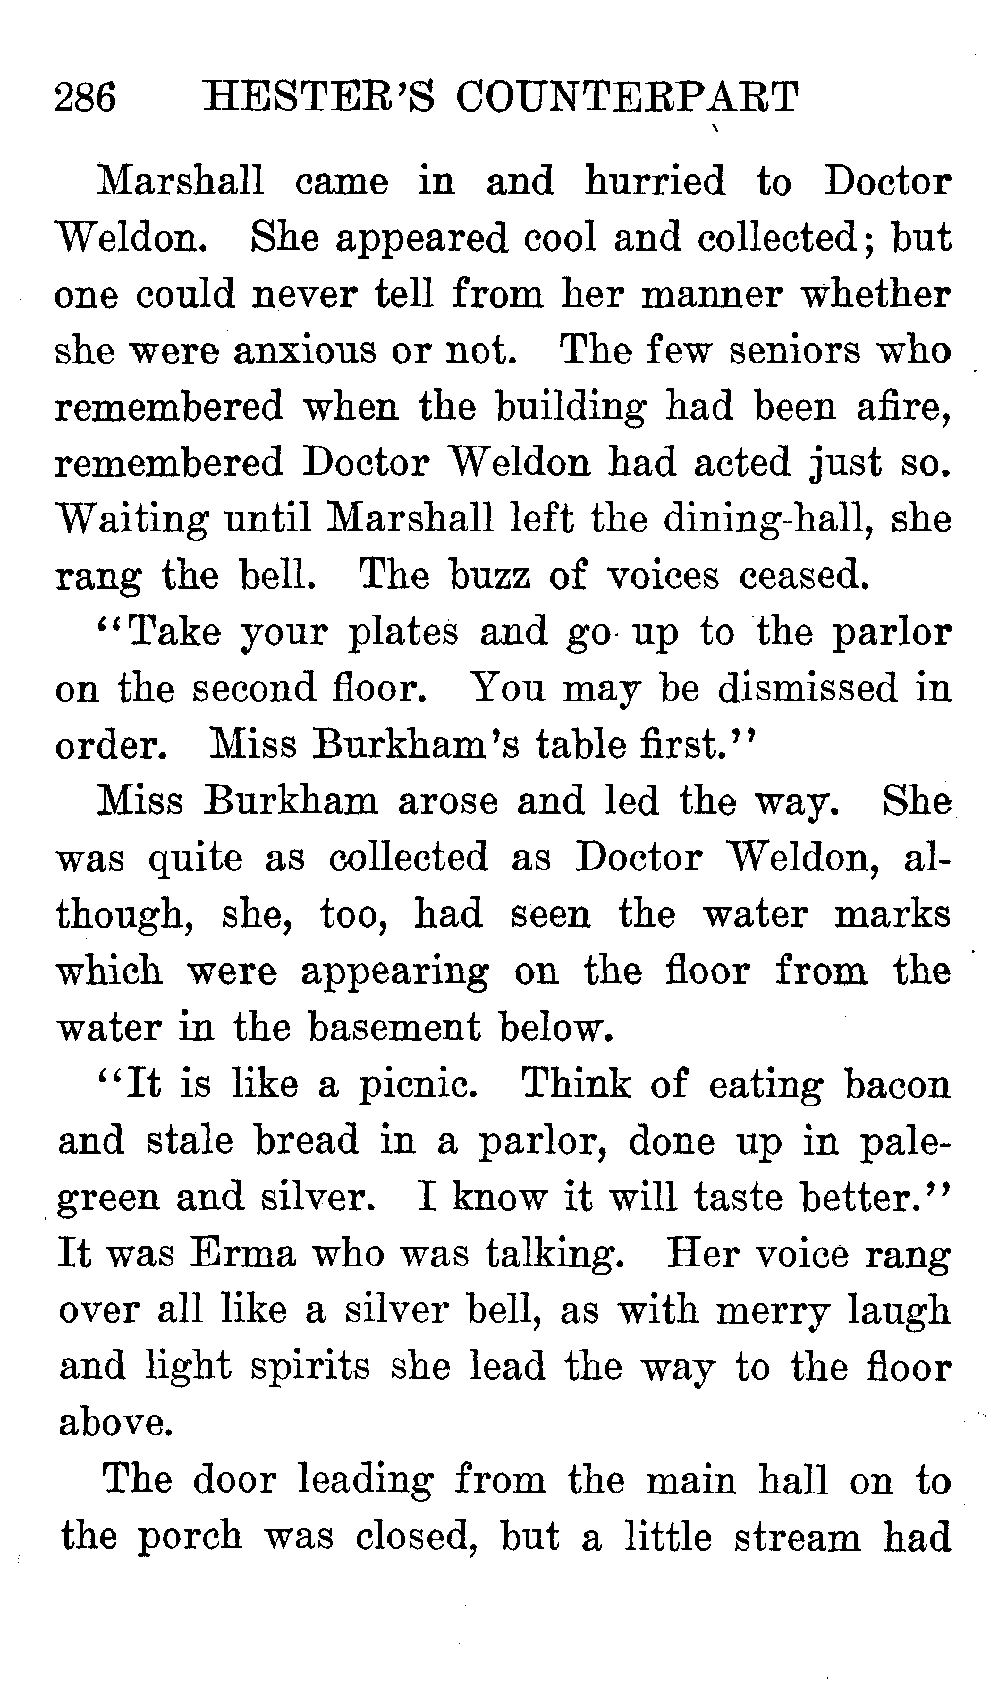 286 HESTER'S COUNTERPART
Marshall came in and hurried to Doctor
Weldon. She appeared cool and collected; but
one could never tell from her manner whether
she were anxious or not. The few seniors who
remembered when the building had been afire,
remembered Doctor Weldon had acted just so.
Waiting until Marshall left the dining-hall, she
rang the bell. The buzz of voices ceased.
"Take your plates and go up to the parlor
on the second floor. You may be dismissed in
order. Miss Burkham's table first."
Miss Burkham arose and led the way. She
was quite as collected as Doctor Weldon, al-
though, she, too, had seen the water marks
which were appearing on the floor from the
water in the basement below.
"It is like a picnic. Think of eating bacon
and stale bread in a parlor, done up in pale-
green and silver. I know it will taste better."
It was Erma who was talking. Her voice rang
over all like a silver bell, as with merry laugh
and light spirits she lead the way to the floor
above.
The door leading from the main hall on to
the porch was closed, but a little stream had